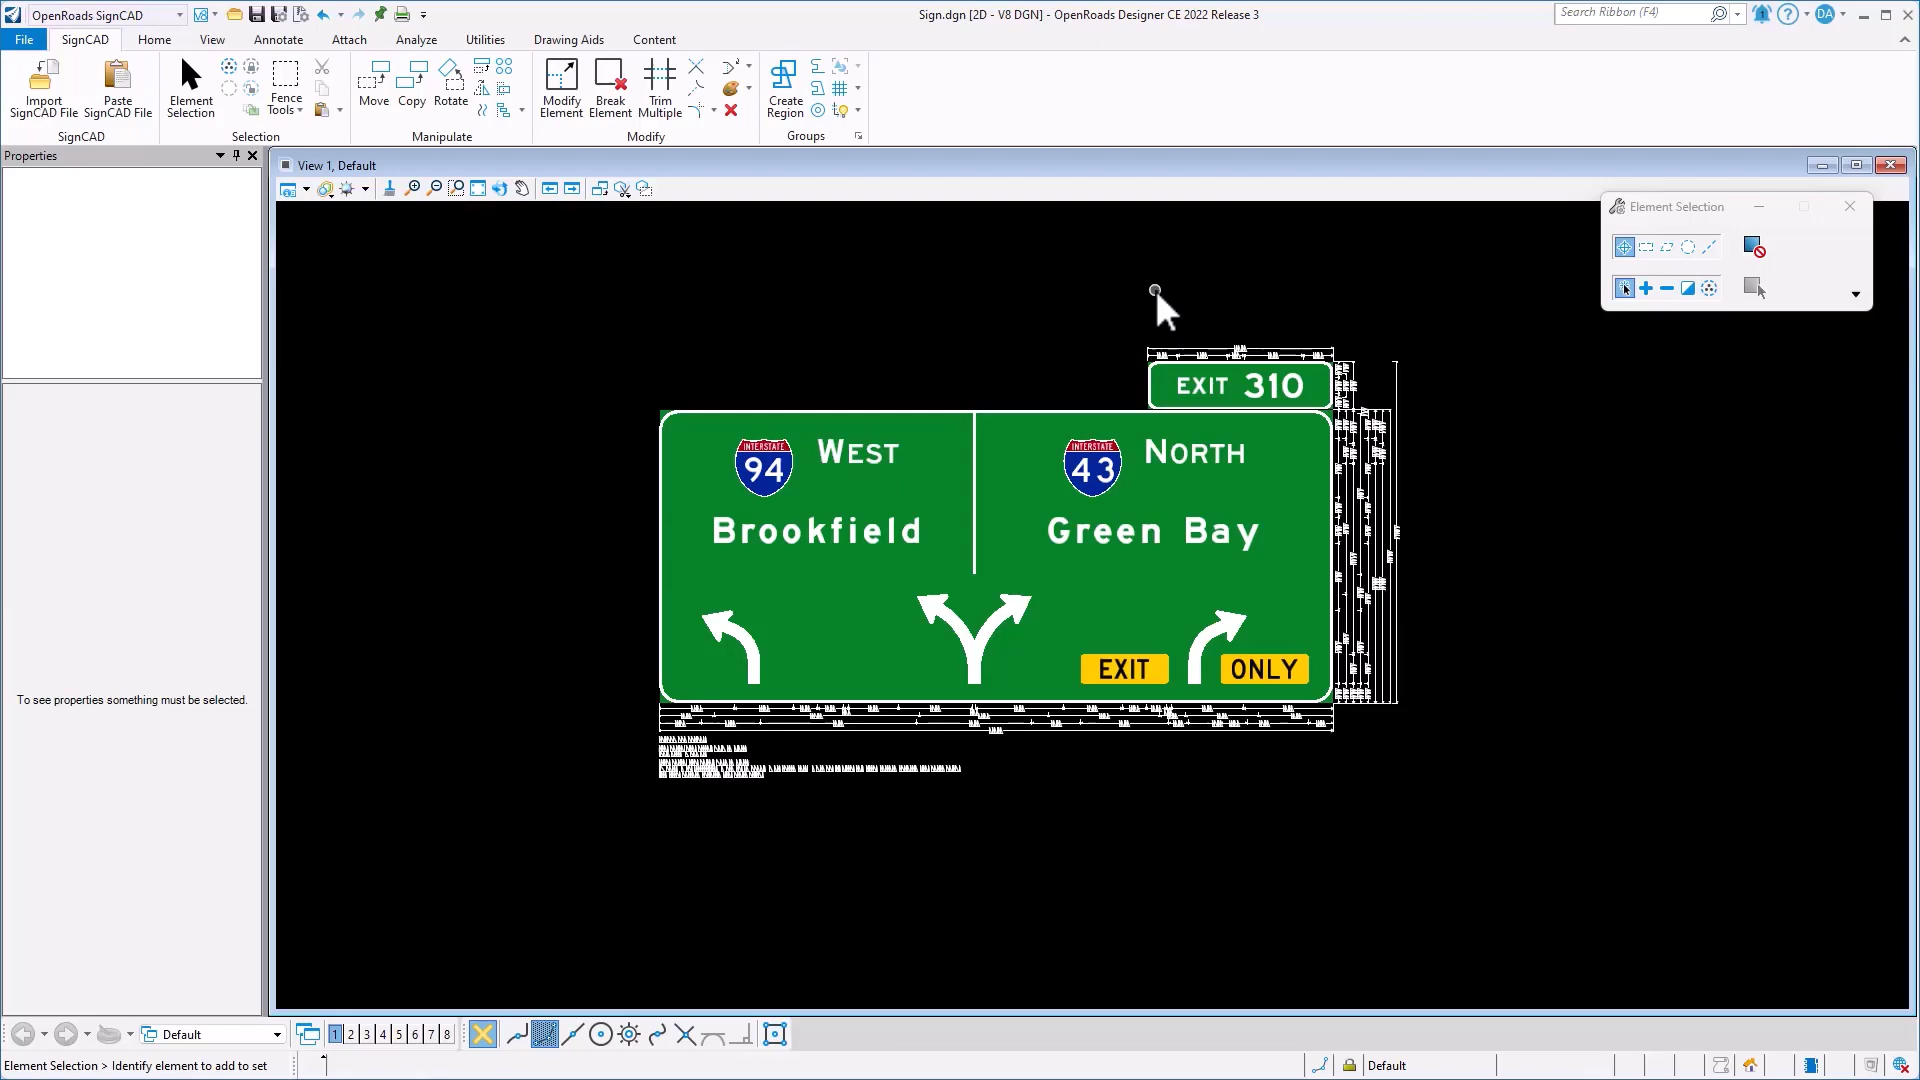 OpenRoads SignCAD
Sign.dgn [2D - V8 DGN] - OpenRoads Designer CE 2022 Release 3
Search Ribbon (F4)
DA
File SignCAD Home View Annotate Attach Analyze Utilities Drawing Aids Content
Import SignCAD File
Paste SignCAD File
Element Selection
Fence Tools
Move
Copy
Rotate
Modify Element
Break Element
Trim Multiple
Create Region
SignCAD Selection Manipulate Modify Groups
Properties
View 1, Default
Element Selection
EXIT 310
INTERSTATE
94
WEST
INTERSTATE
43
NORTH
Brookfield
Green Bay
EXIT
ONLY
To see properties something must be selected.
Default
1 2 3 4 5 6 7 8
Element Selection > Identify element to add to set
Default